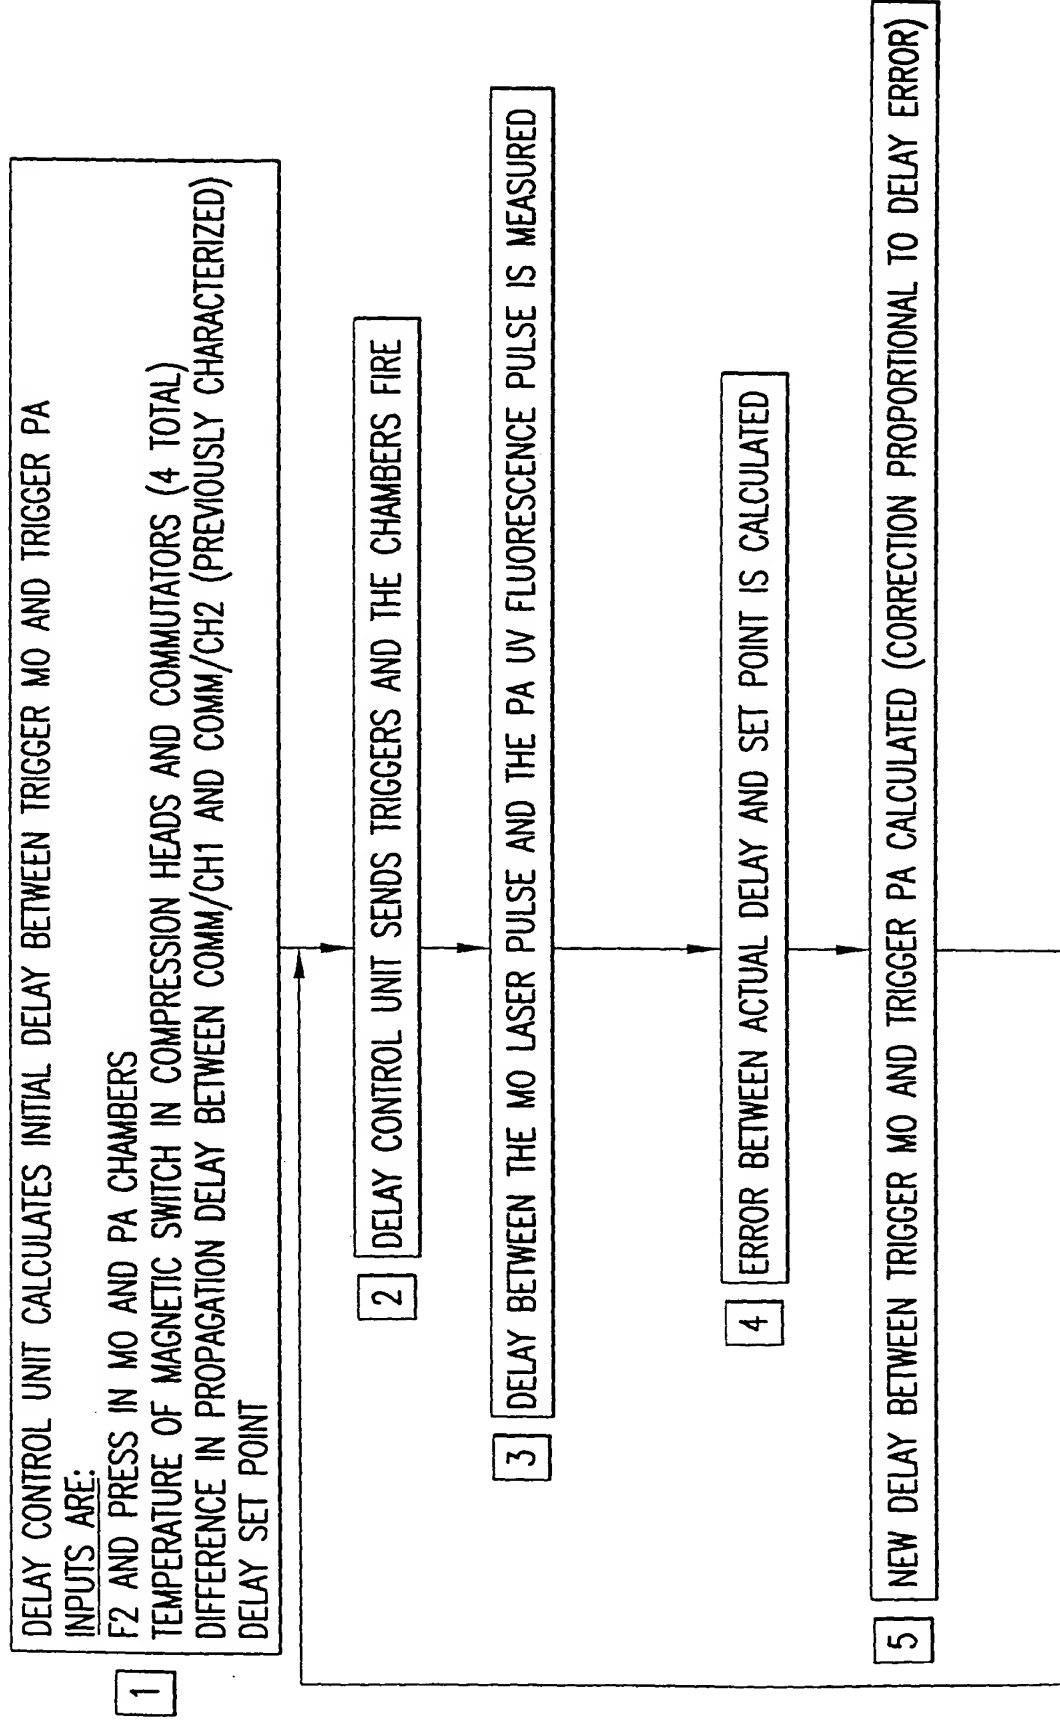 1
DELAY CONTROL UNIT CALCULATES INITIAL DELAY BETWEEN TRIGGER MO AND TRIGGER PA
INPUTS ARE:
F2 AND PRESS IN MO AND PA CHAMBERS
TEMPERATURE OF MAGNETIC SWITCH IN COMPRESSION HEADS AND COMMUTATORS (4 TOTAL)
DIFFERENCE IN PROPAGATION DELAY BETWEEN COMM/CH1 AND COMM/CH2 (PREVIOUSLY CHARACTERIZED)
DELAY SET POINT
2 DELAY CONTROL UNIT SENDS TRIGGERS AND THE CHAMBERS FIRE
3 DELAY BETWEEN THE MO LASER PULSE AND THE PA UV FLUORESCENCE PULSE IS MEASURED
4 ERROR BETWEEN ACTUAL DELAY AND SET POINT IS CALCULATED
5 NEW DELAY BETWEEN TRIGGER MO AND TRIGGER PA CALCULATED (CORRECTION PROPORTIONAL TO DELAY ERROR)